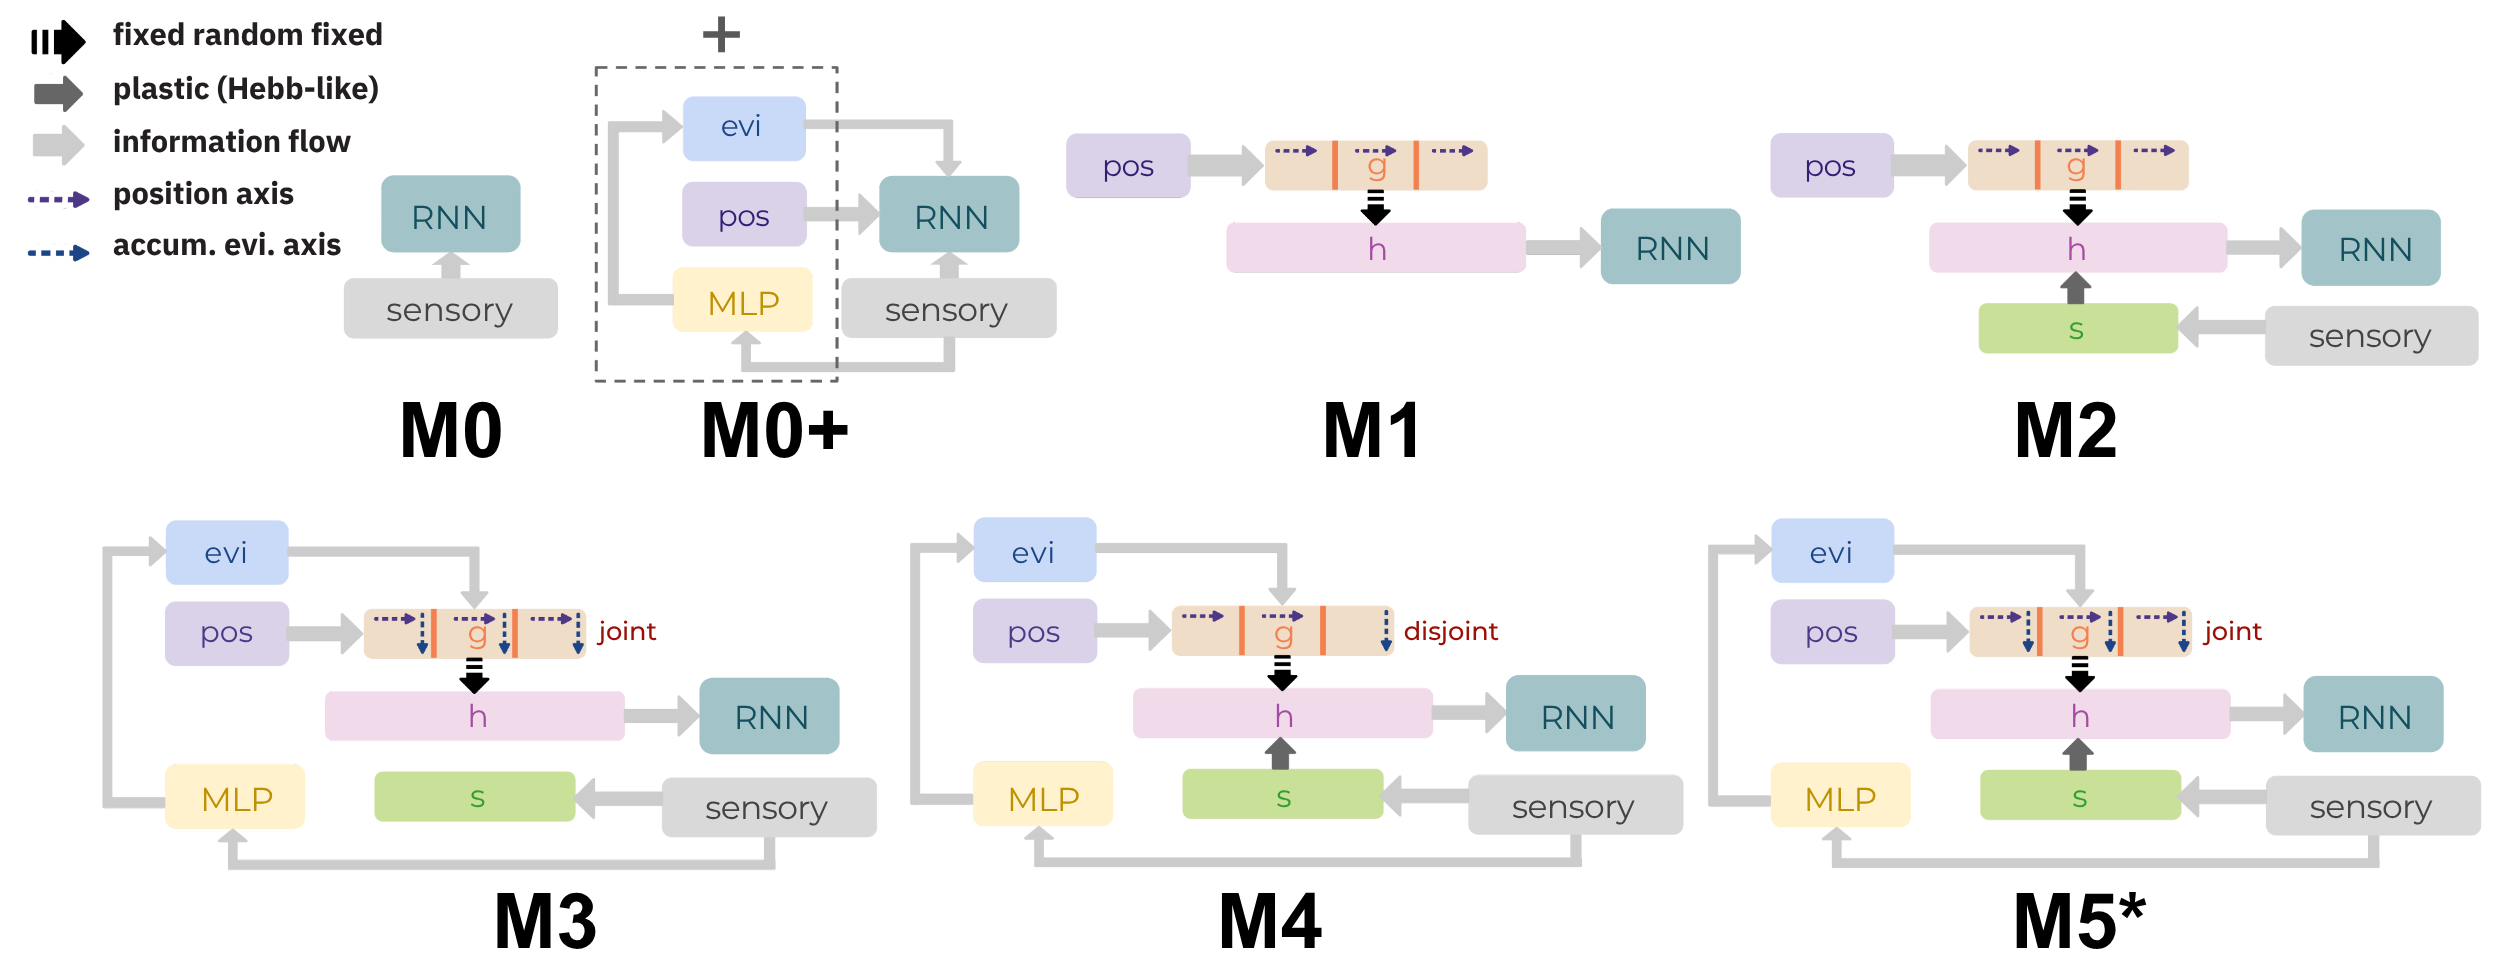 fixed random fixed
plastic (Hebb-like)
information flow
position axis
accum. evi. axis
RNN
sensory
M0
+
evi
pos
RNN
MLP
sensory
M0+
pos
g
h
RNN
M1
pos
g
h
RNN
s
sensory
M2
evi
pos
g
joint
h
RNN
MLP
s
sensory
M3
evi
pos
g
disjoint
h
RNN
MLP
s
sensory
M4
evi
pos
g
joint
h
RNN
MLP
s
sensory
M5*